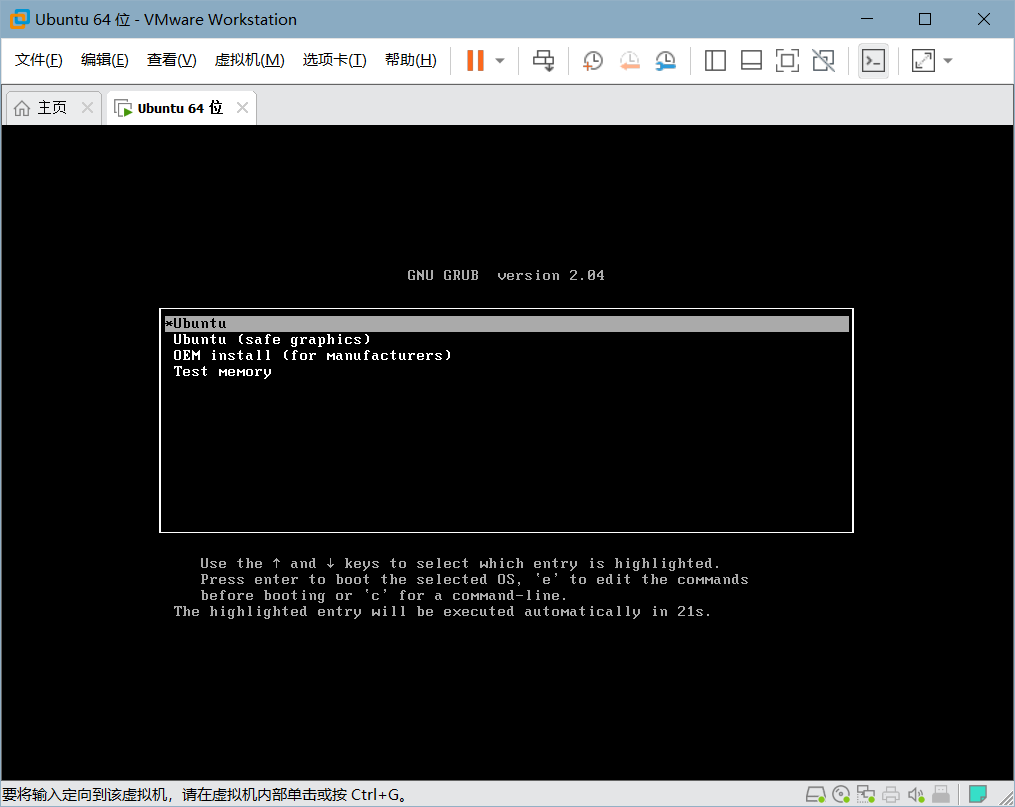 Ubuntu 64 位 - VMware Workstation
文件(F) 编辑(E) 查看(V) 虚拟机(M) 选项卡(T) 帮助(H)
主页 Ubuntu 64 位
GNU GRUB version 2.04
*Ubuntu
Ubuntu (safe graphics)
OEM install (for manufacturers)
Test memory
Use the ↑ and ↓ keys to select which entry is highlighted.
Press enter to boot the selected OS, `e' to edit the commands
before booting or `c' for a command-line.
The highlighted entry will be executed automatically in 21s.
要将输入定向到该虚拟机，请在虚拟机内部单击或按 Ctrl+G。